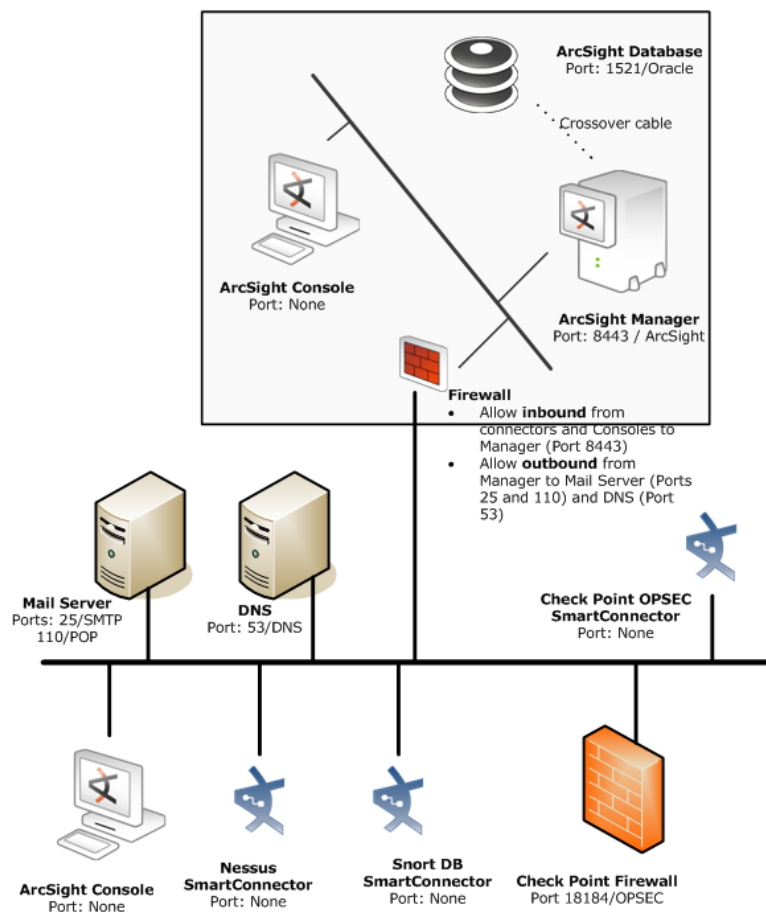 ArcSight Database
Port: 1521/Oracle
Crossover cable
ArcSight Console
Port: None
ArcSight Manager
Port: 8443 / ArcSight
Firewall
• Allow inbound from
connectors and Consoles to
Manager (Port 8443)
• Allow outbound from
Manager to Mail Server (Ports
25 and 110) and DNS (Port
53)
Mail Server
Ports: 25/SMTP
110/POP
DNS
Port: 53/DNS
Check Point OPSEC
SmartConnector
Port: None
ArcSight Console
Port: None
Nessus
SmartConnector
Port: None
Snort DB
SmartConnector
Port: None
Check Point Firewall
Port 18184/OPSEC